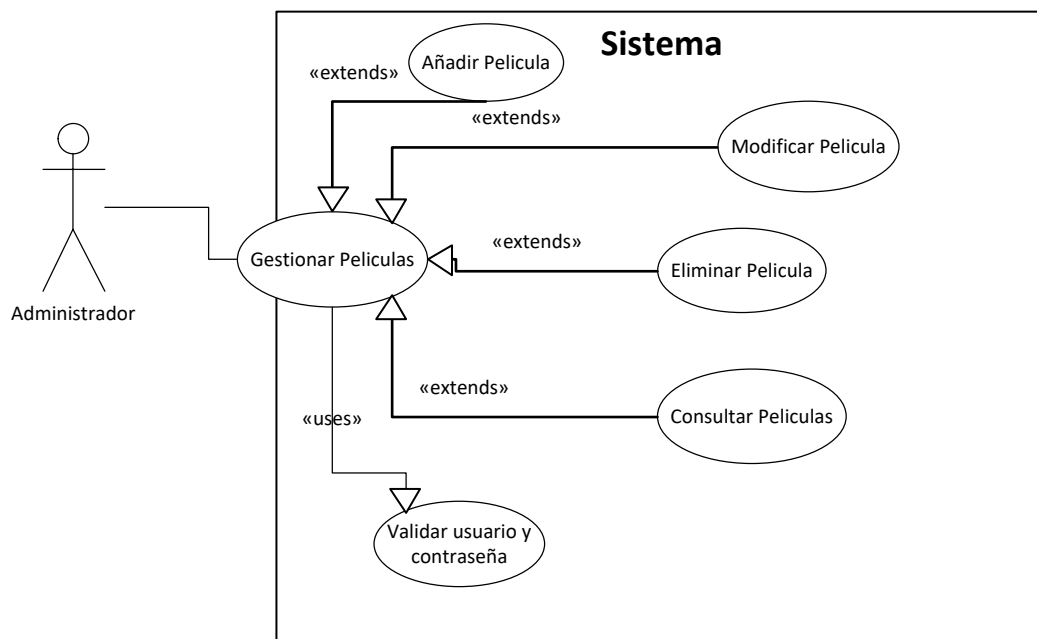 Sistema
Añadir Pelicula
«extends»
«extends»
Modificar Pelicula
«extends»
Gestionar Peliculas
Eliminar Pelicula
Administrador
«extends»
Consultar Peliculas
«uses»
Validar usuario y
contraseña